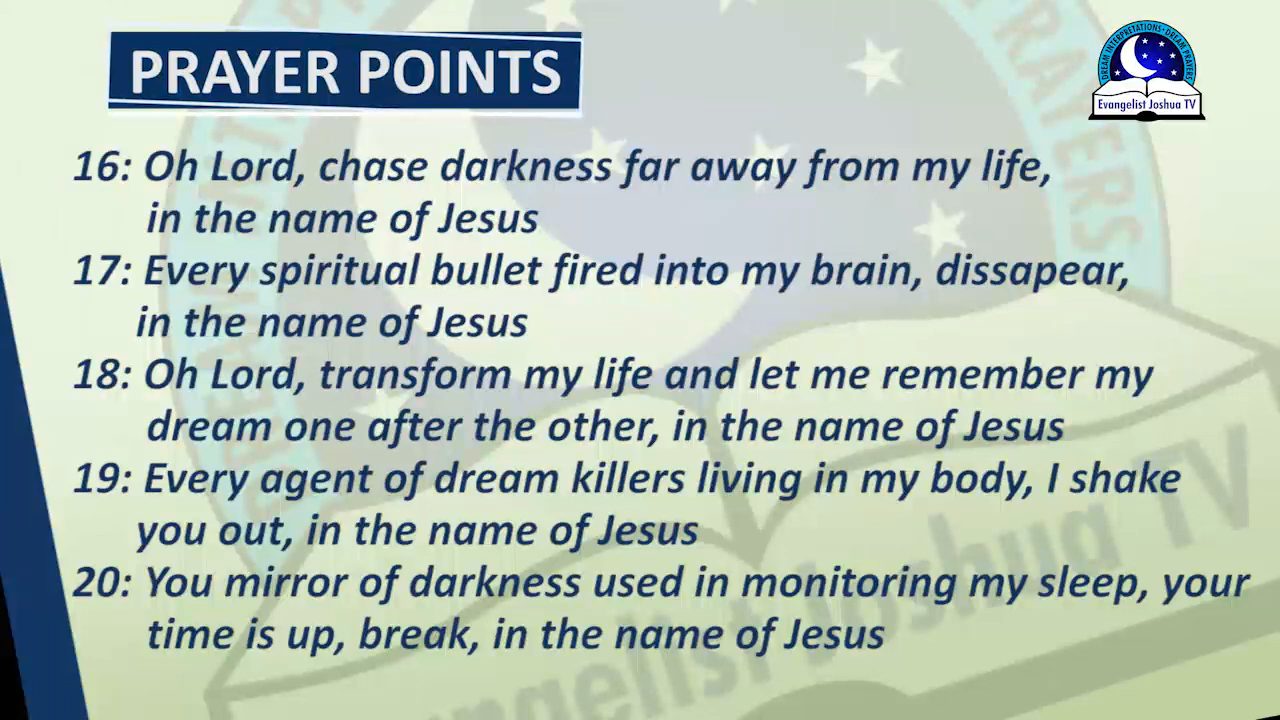 PRAYER POINTS
DREAM INTERPRETATIONS - DREAM PRAYERS
Evangelist Joshua TV
16: Oh Lord, chase darkness far away from my life,
in the name of Jesus
17: Every spiritual bullet fired into my brain, dissapear,
in the name of Jesus
18: Oh Lord, transform my life and let me remember my
dream one after the other, in the name of Jesus
19: Every agent of dream killers living in my body, I shake
you out, in the name of Jesus
20: You mirror of darkness used in monitoring my sleep, your
time is up, break, in the name of Jesus